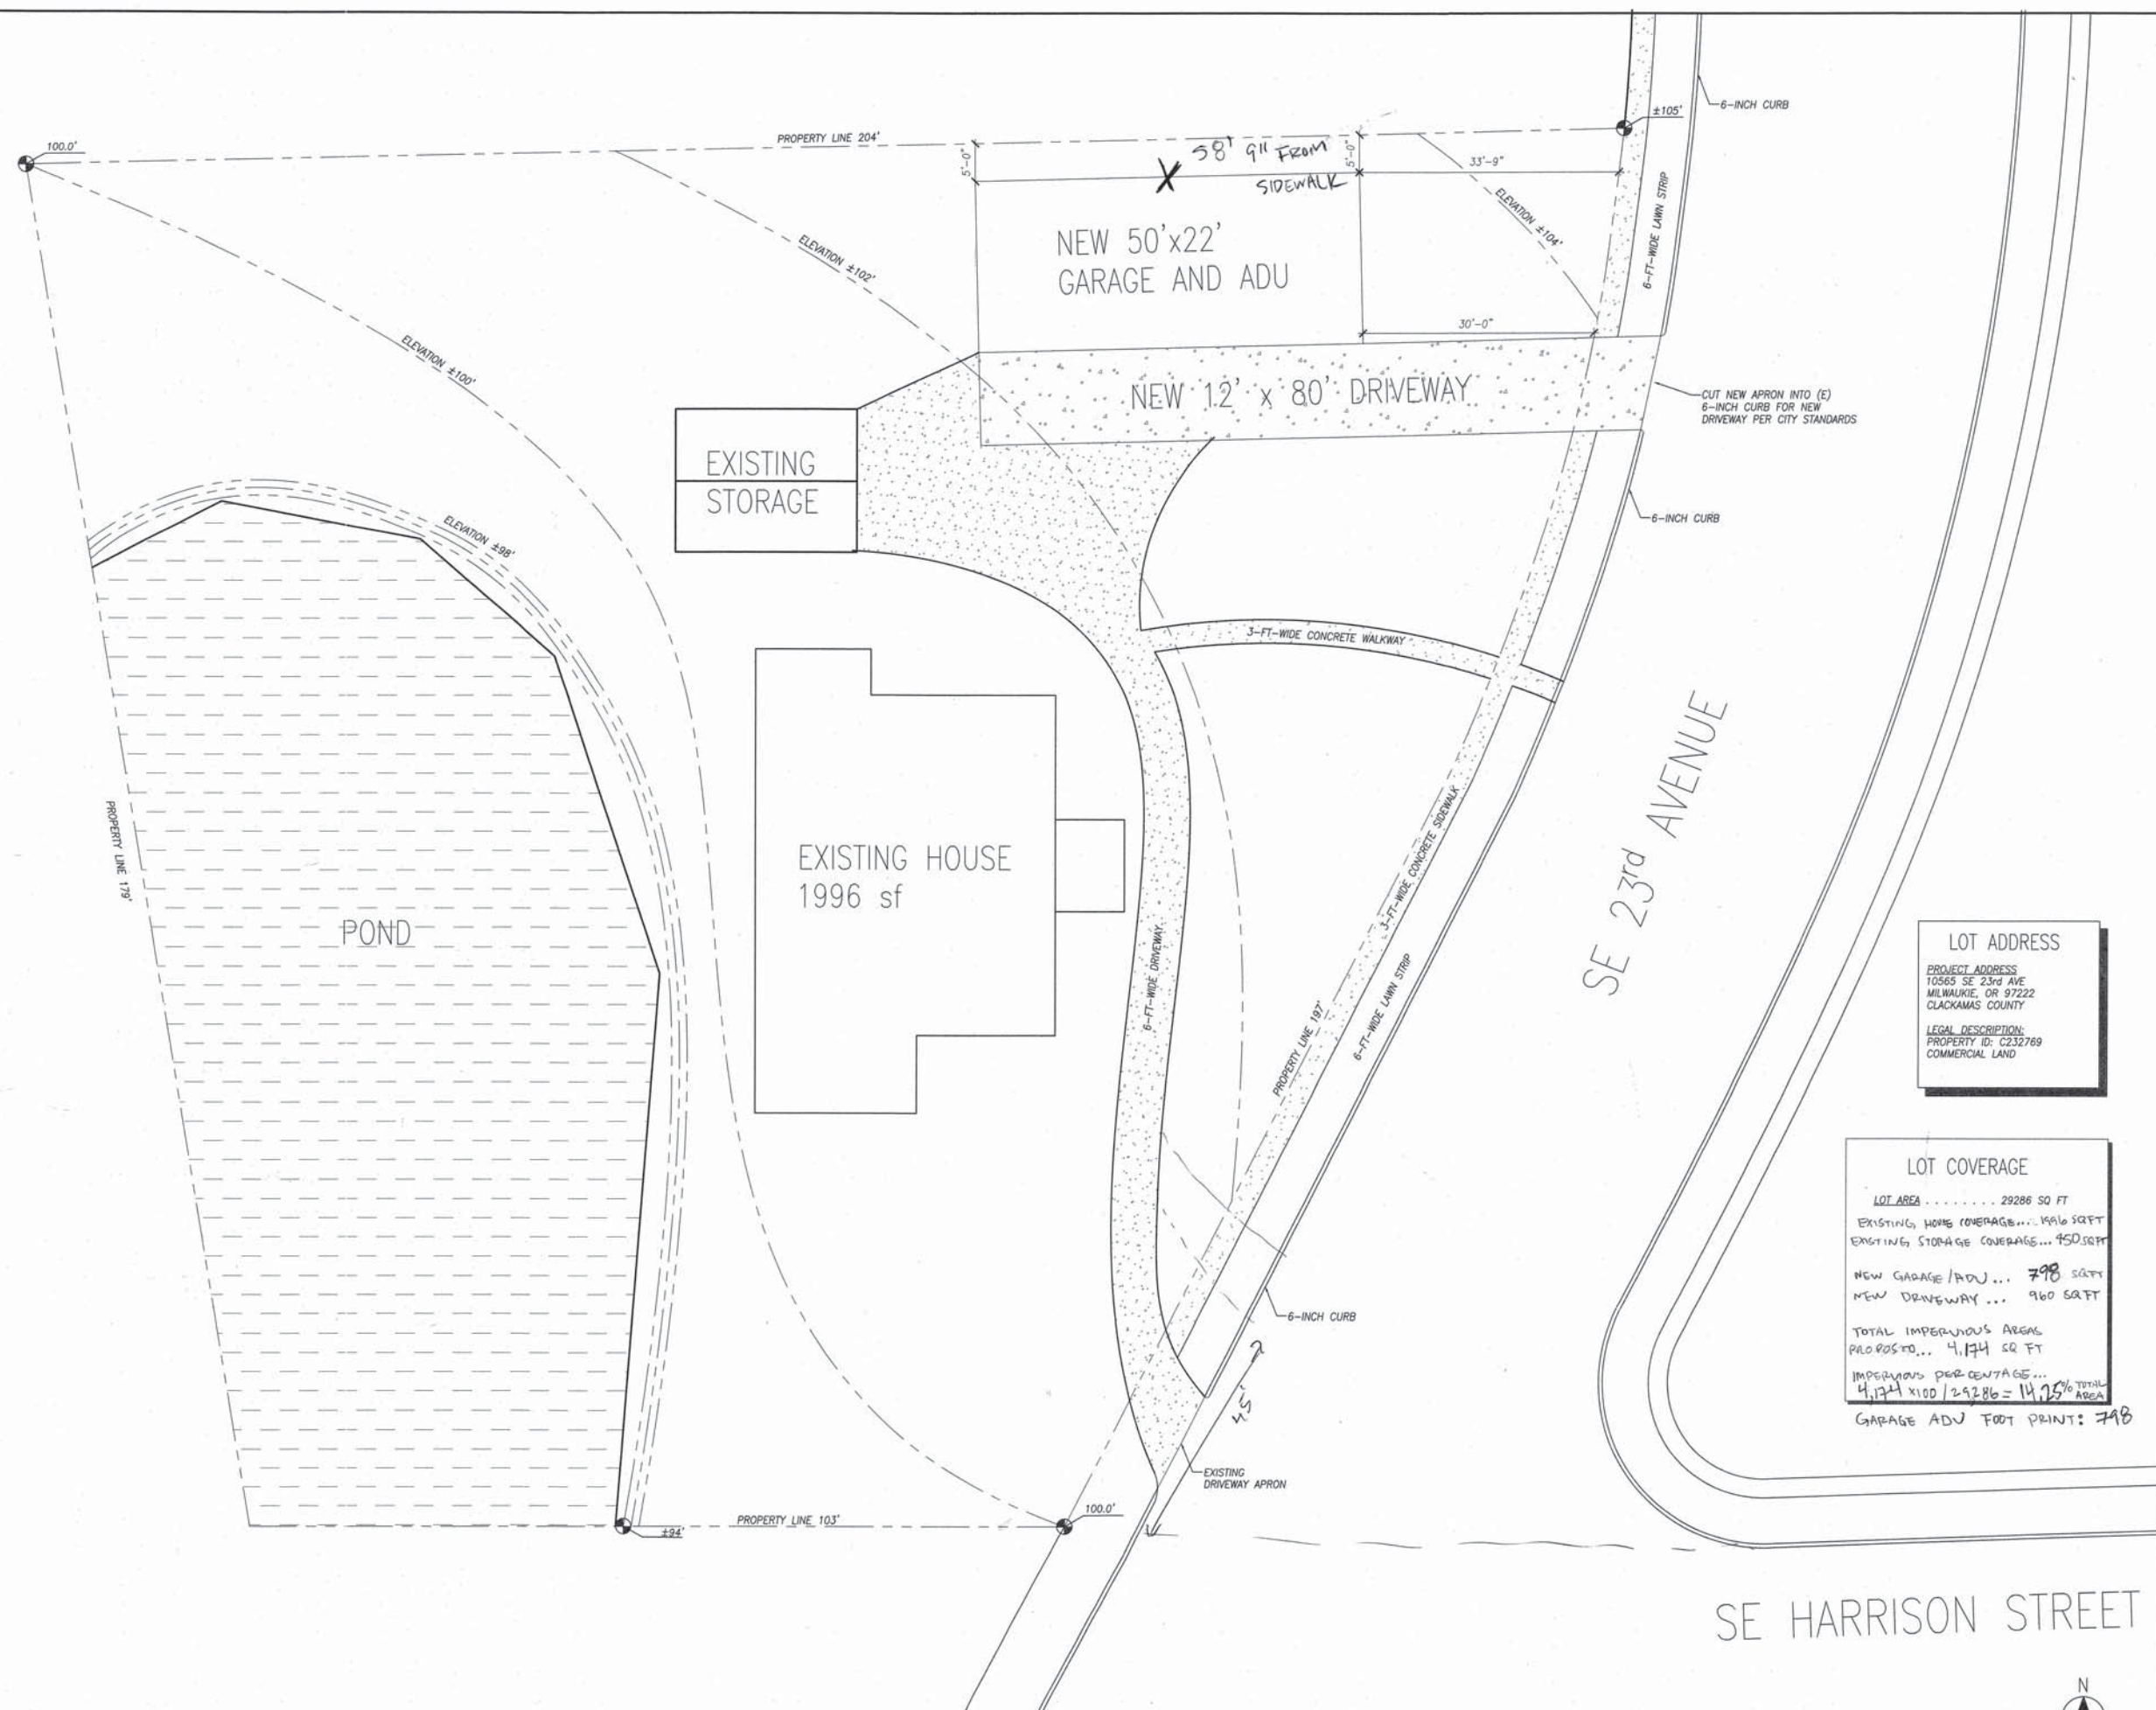 100.0'
PROPERTY LINE 204'
±105'
6-INCH CURB
5'-0"
58' 9" FROM
SIDEWALK
5'-0"
33'-9"
ELEVATION ±104'
6-FT-WIDE LAWN STRIP
ELEVATION ±102'
NEW 50'x22'
GARAGE AND ADU
30'-0"
ELEVATION ±100'
NEW 12' x 80' DRIVEWAY
CUT NEW APRON INTO (E)
6-INCH CURB FOR NEW
DRIVEWAY PER CITY STANDARDS
EXISTING
STORAGE
6-INCH CURB
ELEVATION ±98'
3-FT-WIDE CONCRETE WALKWAY
SE 23rd AVENUE
PROPERTY LINE 179'
EXISTING HOUSE
1996 sf
POND
6-FT-WIDE DRIVEWAY
3-FT-WIDE CONCRETE SIDEWALK
PROPERTY LINE 197'
6-FT-WIDE LAWN STRIP
LOT ADDRESS
PROJECT ADDRESS
10565 SE 23rd AVE
MILWAUKIE, OR 97222
CLACKAMAS COUNTY
LEGAL DESCRIPTION:
PROPERTY ID: C232769
COMMERCIAL LAND
LOT COVERAGE
LOT AREA ........ 29286 SQ FT
EXISTING HOUSE COVERAGE... 1996 SQFT
EXISTING STORAGE COVERAGE... 450 SQFT
NEW GARAGE/ADU... 798 SQFT
NEW DRIVEWAY... 960 SQFT
TOTAL IMPERVIOUS AREAS
PROPOSED... 4,174 SQ FT
IMPERVIOUS PERCENTAGE...
4,174 x100 / 29286 = 14.25% TOTAL AREA
GARAGE ADU FOOT PRINT: 798
6-INCH CURB
45'
EXISTING
DRIVEWAY APRON
100.0'
PROPERTY LINE 103'
±94'
SE HARRISON STREET
N